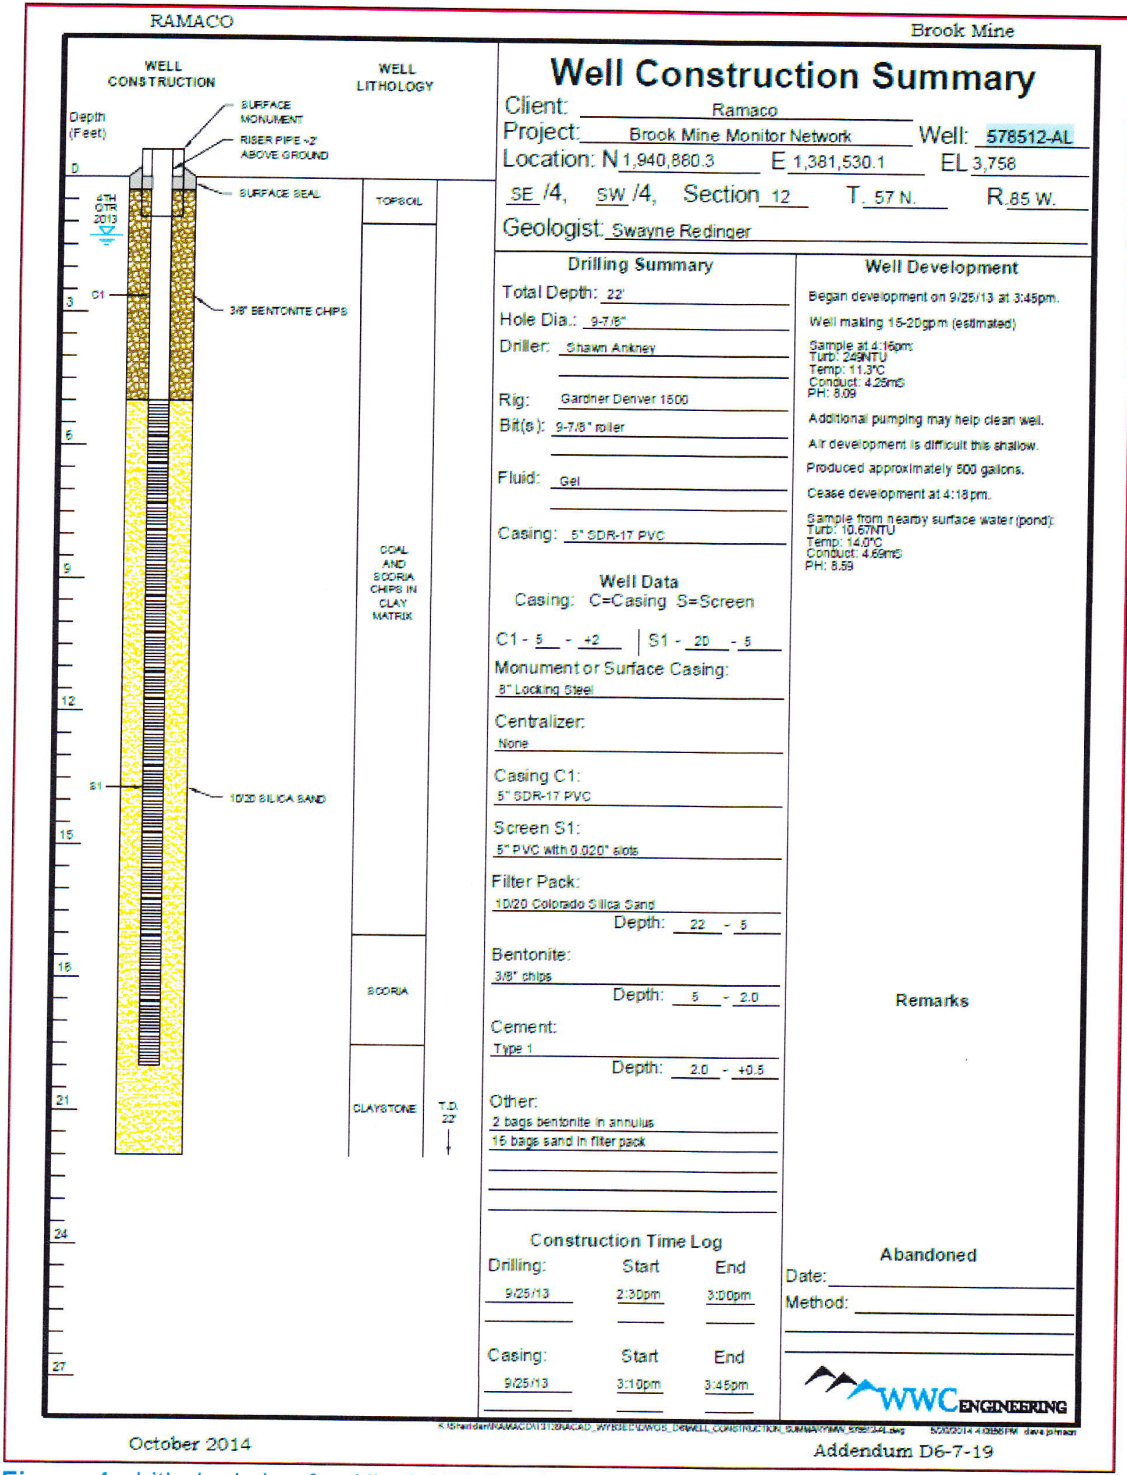 RAMACO
Brook Mine
WELL CONSTRUCTION
WELL LITHOLOGY
Depth (Feet)
SURFACE MONUMENT
RISER PIPE ~2' ABOVE GROUND
SURFACE SEAL
0
4TH QTR 2013
TOPSOIL
C1
3
3/8" BENTONITE CHIPS
6
9
COAL AND SCORIA CHIPS IN CLAY MATRIX
12
S1
10/20 SILICA SAND
15
18
SCORIA
21
CLAYSTONE
T.D. 22'
24
27
Well Construction Summary
Client: Ramaco
Project: Brook Mine Monitor Network Well: 578512-AL
Location: N 1,940,880.3 E 1,381,530.1 EL 3,758
SE /4, SW /4, Section 12 T. 57 N. R. 85 W.
Geologist: Swayne Redinger
Drilling Summary
Total Depth: 22'
Hole Dia.: 9-7/8"
Driller: Shawn Ankney
Rig: Gardner Denver 1500
Bit(s): 9-7/8" roller
Fluid: Gel
Casing: 5" SDR-17 PVC
Well Data
Casing: C=Casing S=Screen
C1 - 5 - +2 S1 - 20 - 5
Monument or Surface Casing:
8" Locking Steel
Centralizer:
None
Casing C1:
5" SDR-17 PVC
Screen S1:
5" PVC with 0.020" slots
Filter Pack:
10/20 Colorado Silica Sand
Depth: 22 - 5
Bentonite:
3/8" chips
Depth: 5 - 2.0
Cement:
Type 1
Depth: 2.0 - +0.5
Other:
2 bags bentonite in annulus
16 bags sand in filter pack
Construction Time Log
Drilling: Start End
9/25/13 2:30pm 3:00pm
Casing: Start End
9/25/13 3:10pm 3:45pm
Well Development
Began development on 9/25/13 at 3:45pm.
Well making 15-20gpm (estimated)
Sample at 4:16pm:
Turb: 249NTU
Temp: 11.3°C
Conduct: 4.25mS
PH: 8.09
Additional pumping may help clean well.
Air development is difficult this shallow.
Produced approximately 500 gallons.
Cease development at 4:18pm.
Sample from nearby surface water (pond):
Turb: 10.67NTU
Temp: 14.0°C
Conduct: 4.69mS
PH: 8.59
Remarks
Abandoned
Date:
Method:
WWC ENGINEERING
5/20/2014 4:08:56 PM dave johnson
October 2014
Addendum D6-7-19